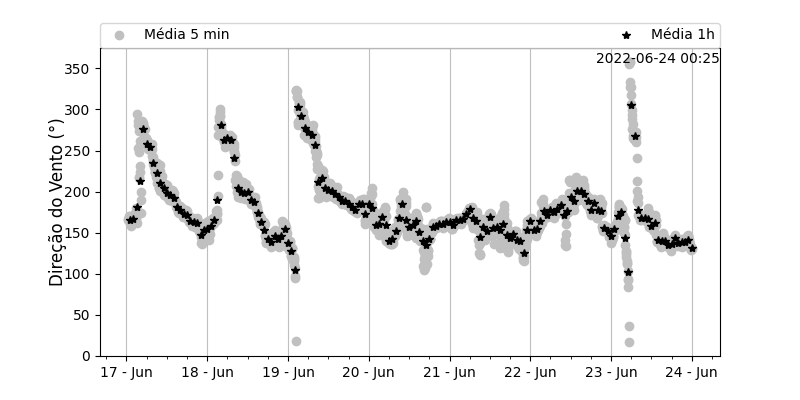 Média 5 min
Média 1h
2022-06-24 00:25
Direção do Vento (°)
350
300
250
200
150
100
50
0
17 - Jun
18 - Jun
19 - Jun
20 - Jun
21 - Jun
22 - Jun
23 - Jun
24 - Jun